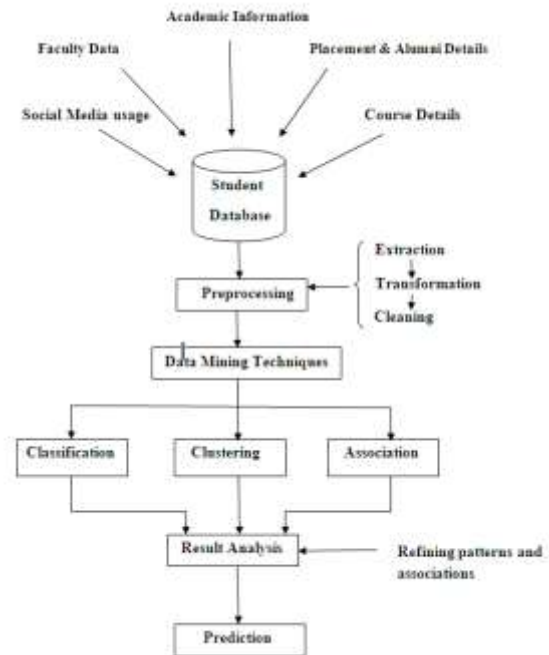 Academic Information
Faculty Data
Placement & Alumni Details
Social Media usage
Course Details
Student
Database
Extraction
Preprocessing
Transformation
Cleaning
Data Mining Techniques
Classification
Clustering
Association
Result Analysis
Refining patterns and
associations
Prediction